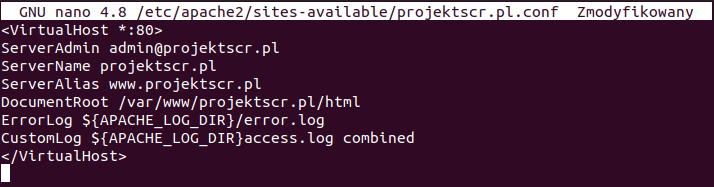 GNU nano 4.8 /etc/apache2/sites-available/projektscr.pl.conf Zmodyfikowany
<VirtualHost *:80>
ServerAdmin admin@projektscr.pl
ServerName projektscr.pl
ServerAlias www.projektscr.pl
DocumentRoot /var/www/projektscr.pl/html
ErrorLog ${APACHE_LOG_DIR}/error.log
CustomLog ${APACHE_LOG_DIR}access.log combined
</VirtualHost>